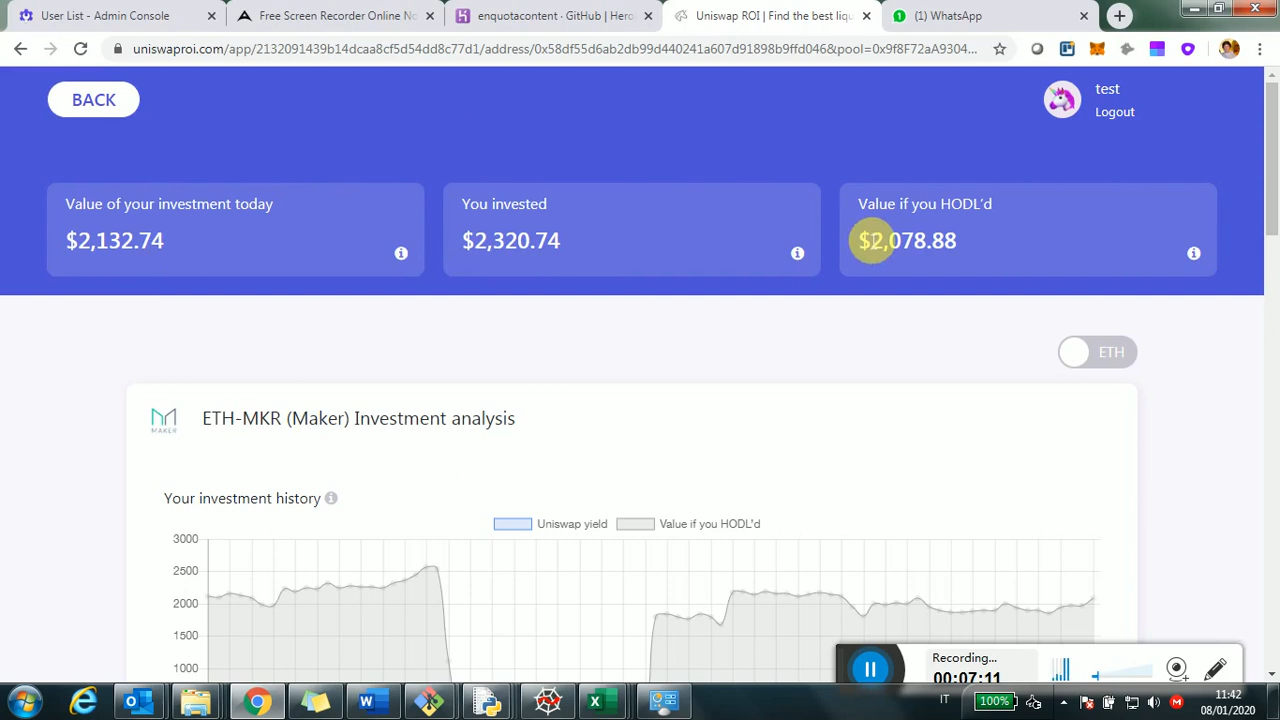 User List - Admin Console
Free Screen Recorder Online No
enquotacontent · GitHub | Hero
Uniswap ROI | Find the best liqu
(1) WhatsApp
uniswaproi.com/app/2132091439b14dcaa8cf5d54dd8c77d1/address/0x58df55d6ab2db99d440241a607d91898b9ffd046&pool=0x9f8F72aA9304...
BACK
test
Logout
Value of your investment today
$2,132.74
You invested
$2,320.74
Value if you HODL'd
$2,078.88
ETH
MAKER
ETH-MKR (Maker) Investment analysis
Your investment history
Uniswap yield
Value if you HODL'd
3000
2500
2000
1500
1000
Recording...
00:07:11
IT
100%
11:42
08/01/2020